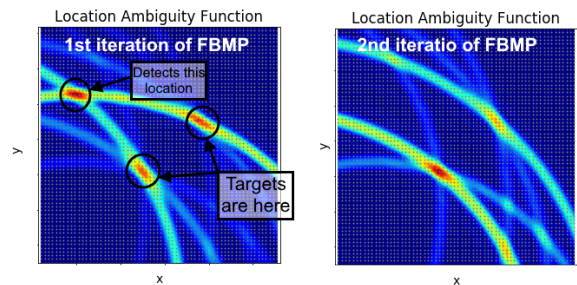 Location Ambiguity Function
1st iteration of FBMP
Detects this
location
y
Targets
are here
x
Location Ambiguity Function
2nd iteratio of FBMP
y
x